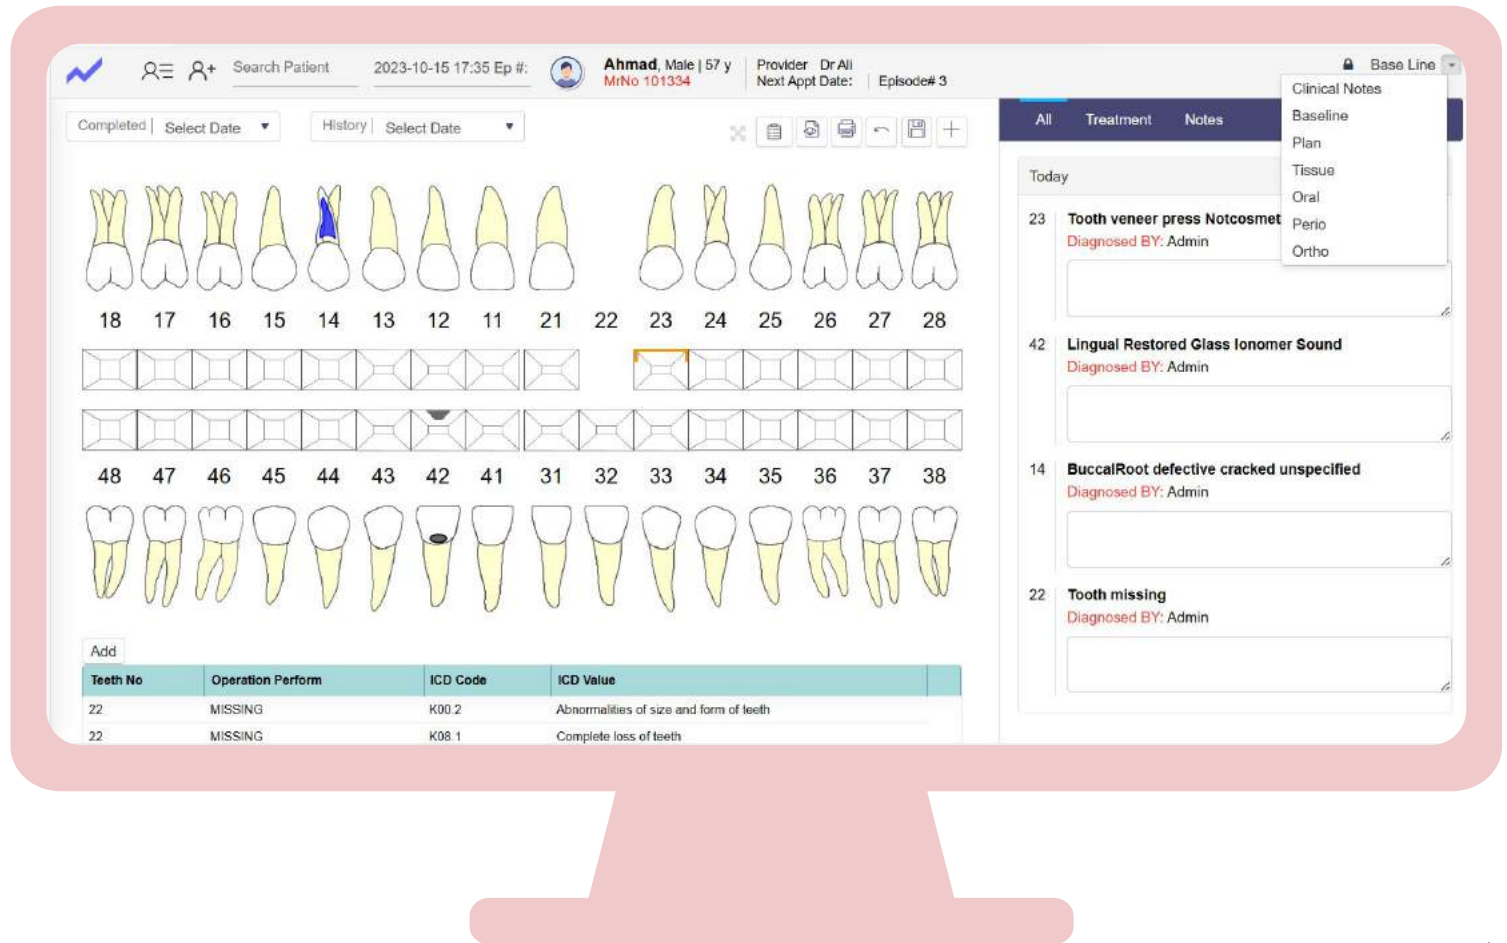 Search Patient 2023-10-15 17:35 Ep #: Ahmad, Male | 57 y Provider Dr Ali Base Line
MrNo 101334 Next Appt Date: Episode# 3
Clinical Notes
Baseline
Plan
Tissue
Oral
Perio
Ortho
Completed | Select Date History | Select Date
All Treatment Notes
Today
18 17 16 15 14 13 12 11 21 22 23 24 25 26 27 28
48 47 46 45 44 43 42 41 31 32 33 34 35 36 37 38
23 Tooth veneer press Notcosmet
Diagnosed BY: Admin
42 Lingual Restored Glass Ionomer Sound
Diagnosed BY: Admin
14 BuccalRoot defective cracked unspecified
Diagnosed BY: Admin
22 Tooth missing
Diagnosed BY: Admin
Add
Teeth No Operation Perform ICD Code ICD Value
22 MISSING K00.2 Abnormalities of size and form of teeth
22 MISSING K08.1 Complete loss of teeth